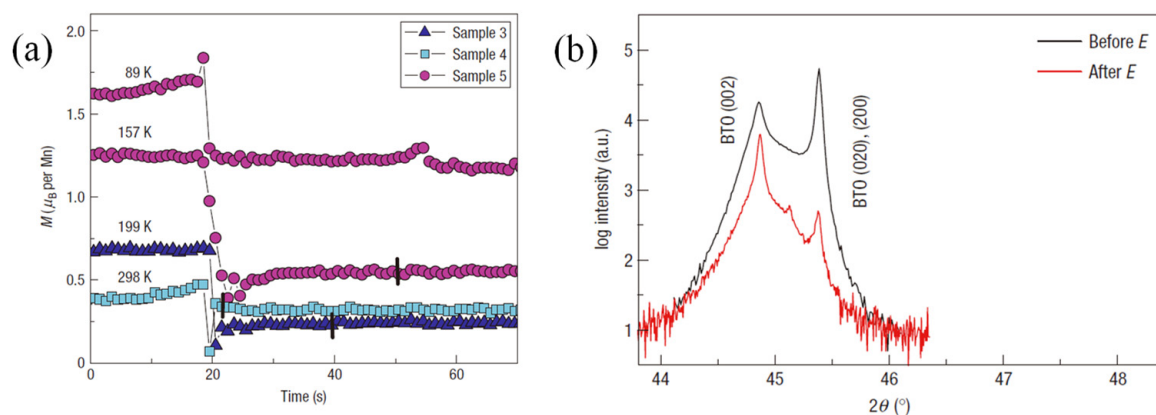 (a)
Sample 3
Sample 4
Sample 5
89 K
157 K
199 K
298 K
2.0
1.5
1.0
0.5
0
M (μB per Mn)
0 20 40 60
Time (s)
(b)
Before E
After E
BTO (002)
BTO (020), (200)
5
4
3
2
1
log intensity (a.u.)
44 45 46 47 48
2θ (°)